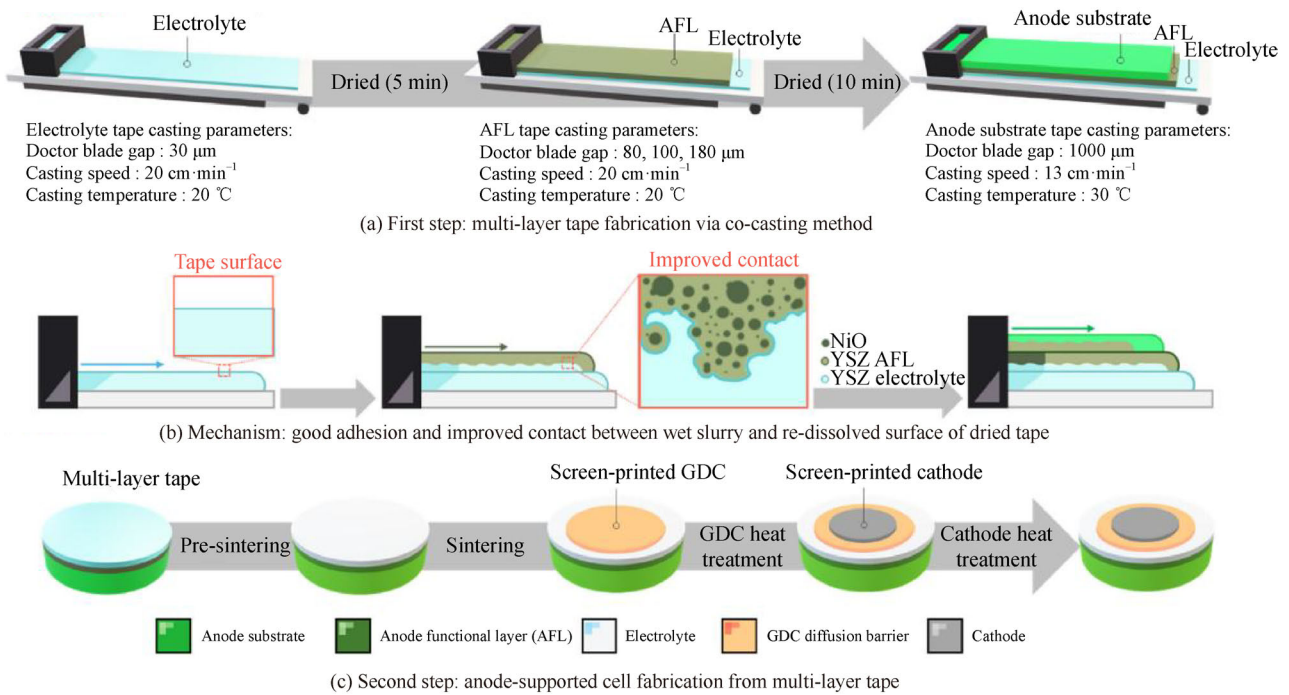 Electrolyte
Dried (5 min)
Electrolyte tape casting parameters:
Doctor blade gap : 30 μm
Casting speed : 20 cm·min⁻¹
Casting temperature : 20 ℃
AFL
Electrolyte
Dried (10 min)
AFL tape casting parameters:
Doctor blade gap : 80, 100, 180 μm
Casting speed : 20 cm·min⁻¹
Casting temperature : 20 ℃
Anode substrate
AFL
Electrolyte
Anode substrate tape casting parameters:
Doctor blade gap : 1000 μm
Casting speed : 13 cm·min⁻¹
Casting temperature : 30 ℃
(a) First step: multi-layer tape fabrication via co-casting method
Tape surface
Improved contact
NiO
YSZ AFL
YSZ electrolyte
(b) Mechanism: good adhesion and improved contact between wet slurry and re-dissolved surface of dried tape
Multi-layer tape
Pre-sintering
Sintering
Screen-printed GDC
GDC heat
treatment
Screen-printed cathode
Cathode heat
treatment
Anode substrate
Anode functional layer (AFL)
Electrolyte
GDC diffusion barrier
Cathode
(c) Second step: anode-supported cell fabrication from multi-layer tape